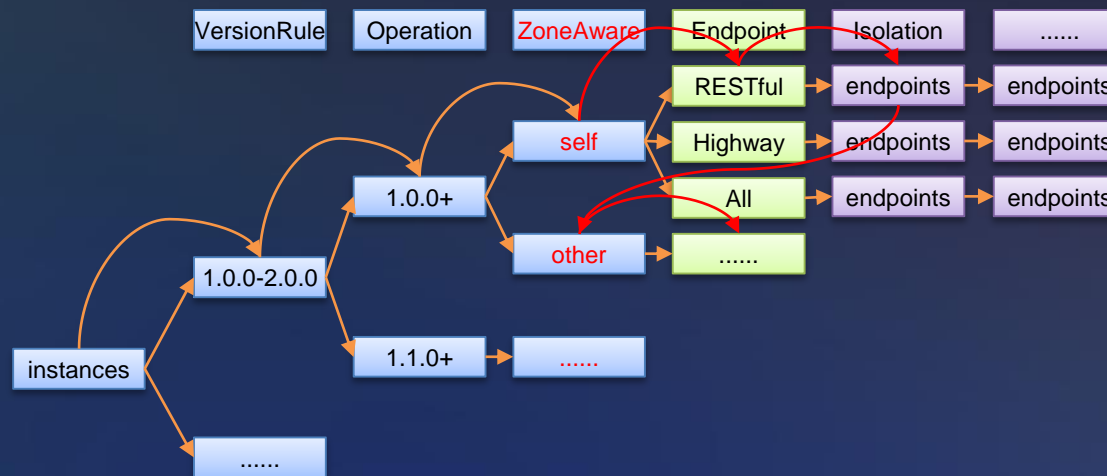 VersionRule
Operation
ZoneAware
Endpoint
Isolation
......
RESTful
endpoints
endpoints
self
Highway
endpoints
endpoints
1.0.0+
All
endpoints
endpoints
other
......
1.0.0-2.0.0
1.1.0+
......
instances
......